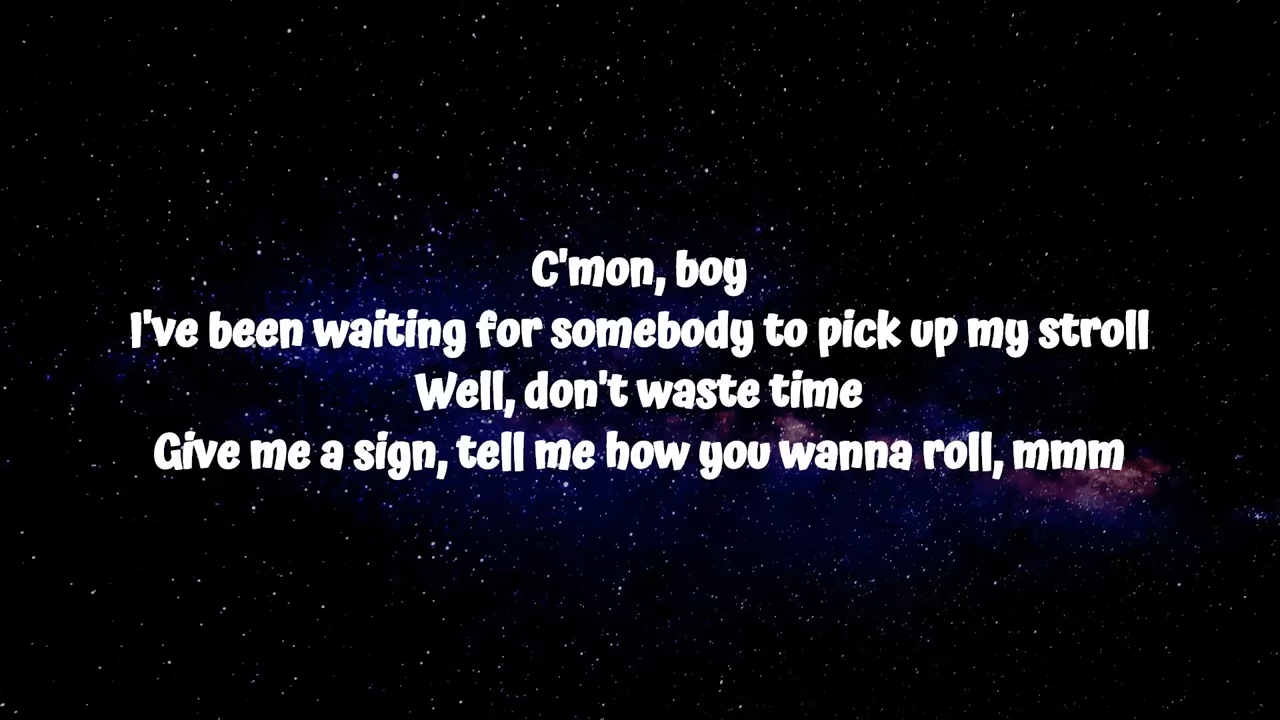 C'mon, boy
I've been waiting for somebody to pick up my stroll
Well, don't waste time
Give me a sign, tell me how you wanna roll, mmm